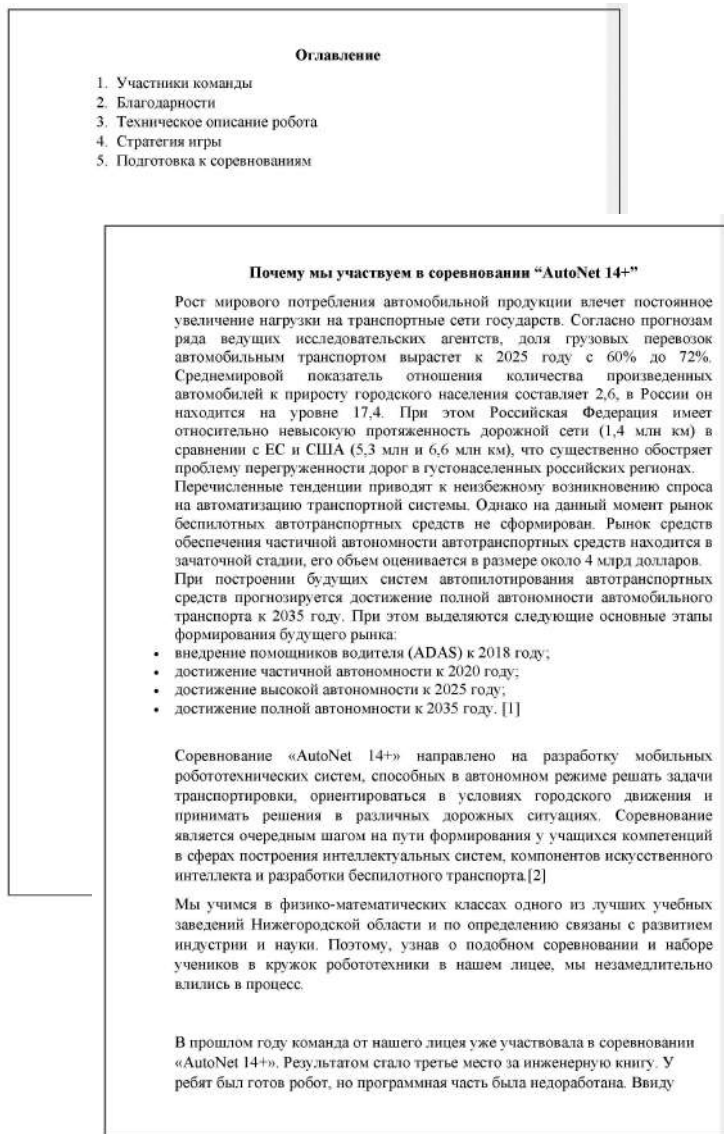 Оглавление
1. Участники команды
2. Благодарности
3. Техническое описание робота
4. Стратегия игры
5. Подготовка к соревнованиям
Почему мы участвуем в соревновании “AutoNet 14+”
Рост мирового потребления автомобильной продукции влечет постоянное
увеличение нагрузки на транспортные сети государств. Согласно прогнозам
ряда ведущих исследовательских агентств, доля грузовых перевозок
автомобильным транспортом вырастет к 2025 году с 60% до 72%.
Среднемировой показатель отношения количества произведенных
автомобилей к приросту городского населения составляет 2,6, в России он
находится на уровне 17,4. При этом Российская Федерация имеет
относительно невысокую протяженность дорожной сети (1,4 млн км) в
сравнении с ЕС и США (5,3 млн и 6,6 млн км), что существенно обостряет
проблему перегруженности дорог в густонаселенных российских регионах.
Перечисленные тенденции приводят к неизбежному возникновению спроса
на автоматизацию транспортной системы. Однако на данный момент рынок
беспилотных автотранспортных средств не сформирован. Рынок средств
обеспечения частичной автономности автотранспортных средств находится в
зачаточной стадии, его объем оценивается в размере около 4 млрд долларов.
При построении будущих систем автопилотирования автотранспортных
средств прогнозируется достижение полной автономности автомобильного
транспорта к 2035 году. При этом выделяются следующие основные этапы
формирования будущего рынка:
• внедрение помощников водителя (ADAS) к 2018 году;
• достижение частичной автономности к 2020 году;
• достижение высокой автономности к 2025 году;
• достижение полной автономности к 2035 году. [1]
Соревнование «AutoNet 14+» направлено на разработку мобильных
робототехнических систем, способных в автономном режиме решать задачи
транспортировки, ориентироваться в условиях городского движения и
принимать решения в различных дорожных ситуациях. Соревнование
является очередным шагом на пути формирования у учащихся компетенций
в сферах построения интеллектуальных систем, компонентов искусственного
интеллекта и разработки беспилотного транспорта.[2]
Мы учимся в физико-математических классах одного из лучших учебных
заведений Нижегородской области и по определению связаны с развитием
индустрии и науки. Поэтому, узнав о подобном соревновании и наборе
учеников в кружок робототехники в нашем лицее, мы незамедлительно
влились в процесс.
В прошлом году команда от нашего лицея уже участвовала в соревновании
«AutoNet 14+». Результатом стало третье место за инженерную книгу. У
ребят был готов робот, но программная часть была недоработана. Ввиду